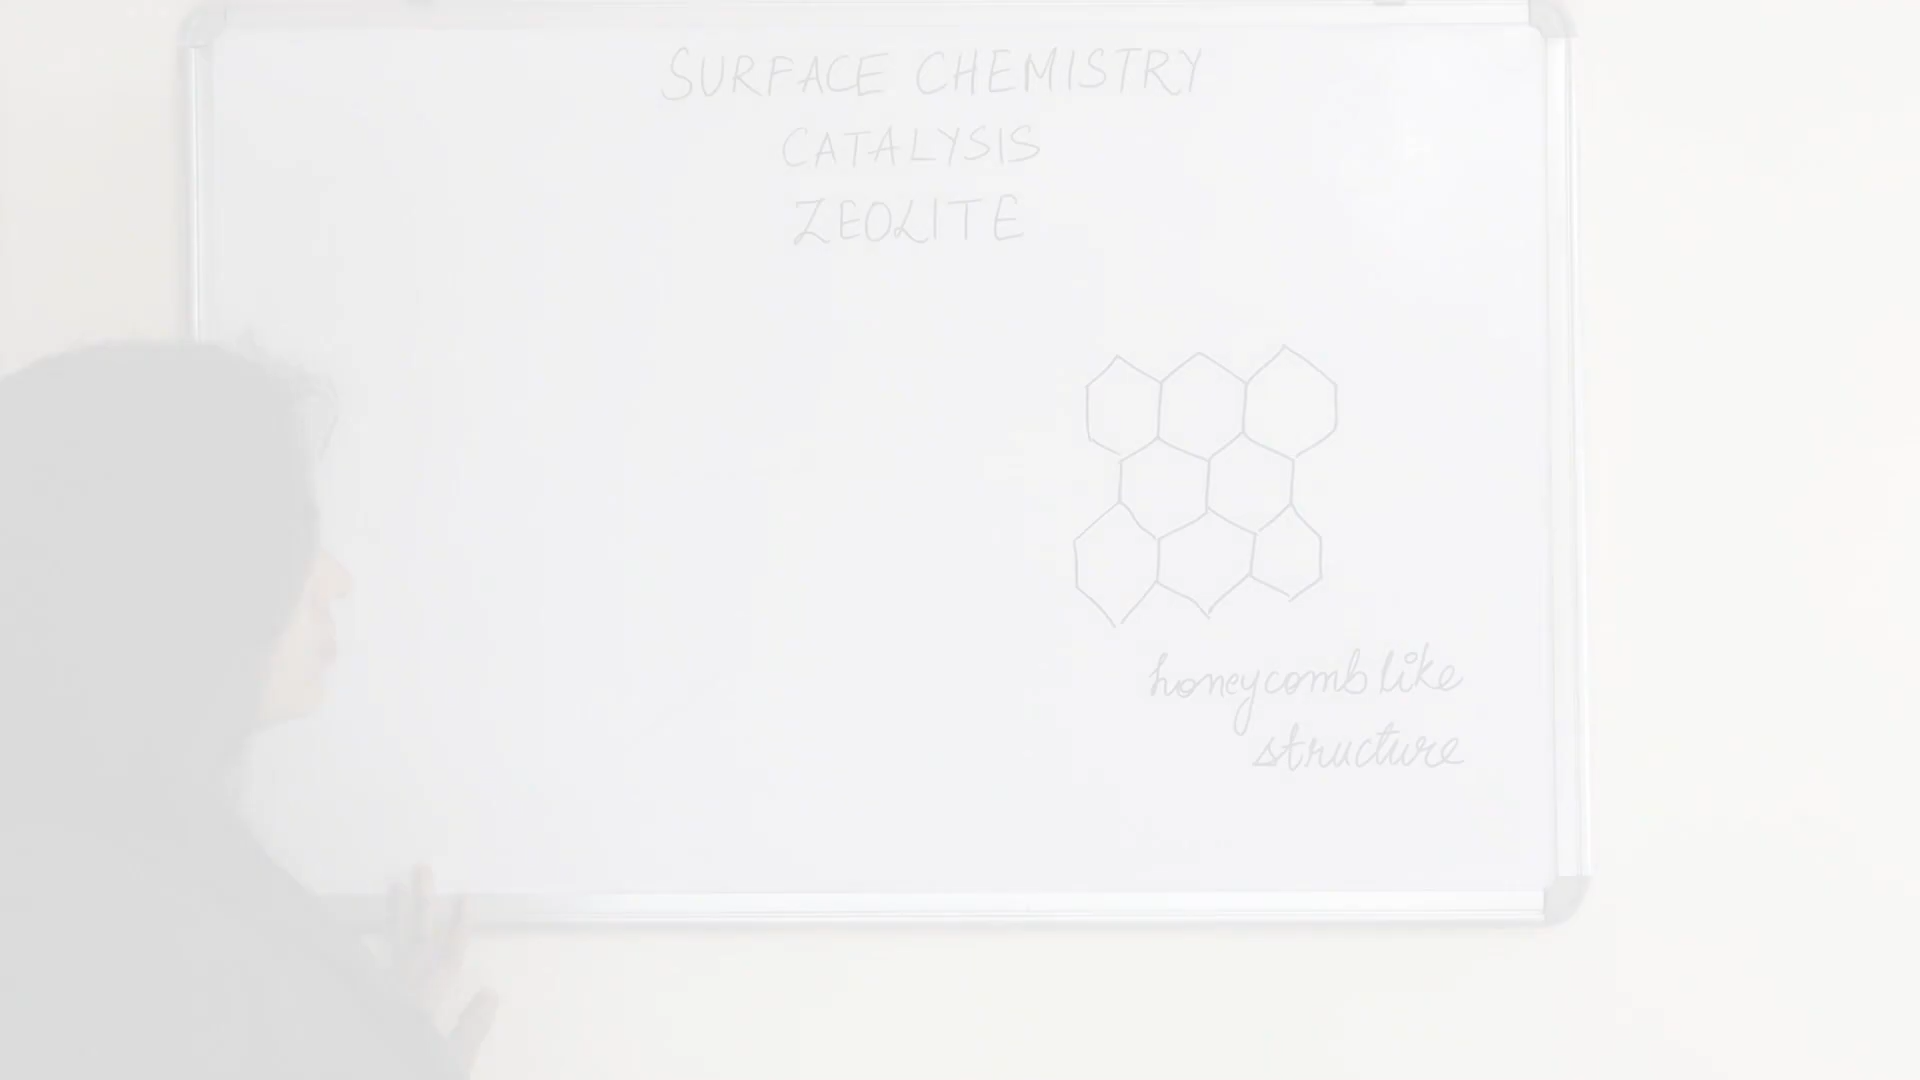 SURFACE CHEMISTRY
CATALYSIS
ZEOLITE
honeycomb like
structure